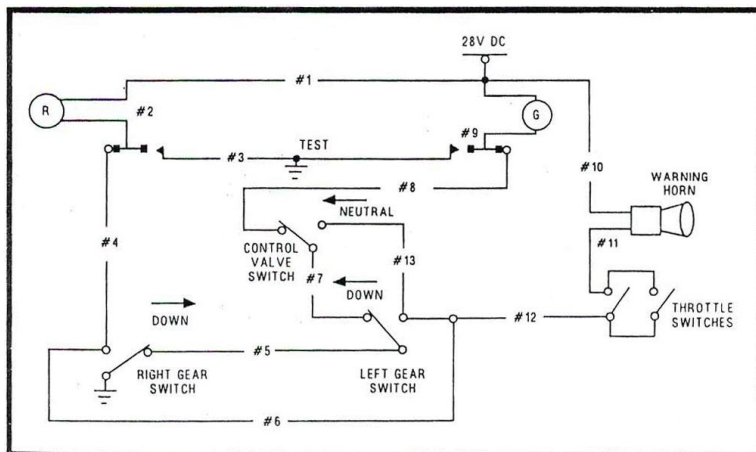 28V DC
#1
R
#2
G
#9
TEST
#3
#10
WARNING
HORN
#8
NEUTRAL
#4
#11
CONTROL
VALVE
SWITCH
#7
#13
DOWN
DOWN
#12
THROTTLE
SWITCHES
#5
RIGHT GEAR
SWITCH
LEFT GEAR
SWITCH
#6